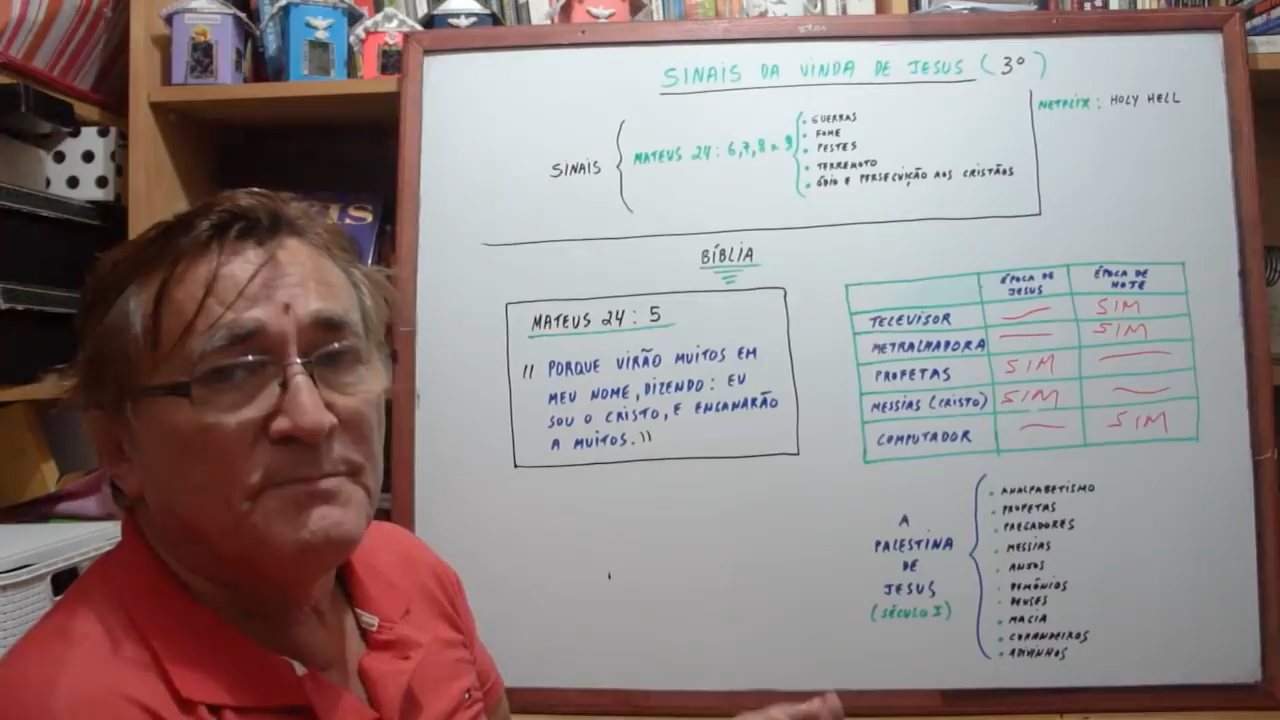 SINAIS DA VINDA DE JESUS (3º)
NETFLIX: HOLY HELL
SINAIS
MATEUS 24: 6,7,8 e 9
• GUERRAS
• FOME
• PESTES
• TERREMOTO
• ÓDIO E PERSECUIÇÃO AOS CRISTÃOS
BÍBLIA
MATEUS 24: 5
" PORQUE VIRÃO MUITOS EM
MEU NOME, DIZENDO: EU
SOU O CRISTO, E ENGANARÃO
A MUITOS."
ÉPOCA DE JESUS ÉPOCA DE HOJE
TELEVISOR — SIM
METRALHADORA — SIM
PROFETAS SIM —
MESSIAS (CRISTO) SIM —
COMPUTADOR — SIM
A
PALESTINA
DE
JESUS
(SÉCULO I)
• ANALFABETISMO
• PROFETAS
• PREGADORES
• MESSIAS
• ANJOS
• DEMÔNIOS
• DEUSES
• MAGIA
• CURANDEIROS
• ADIVINHOS